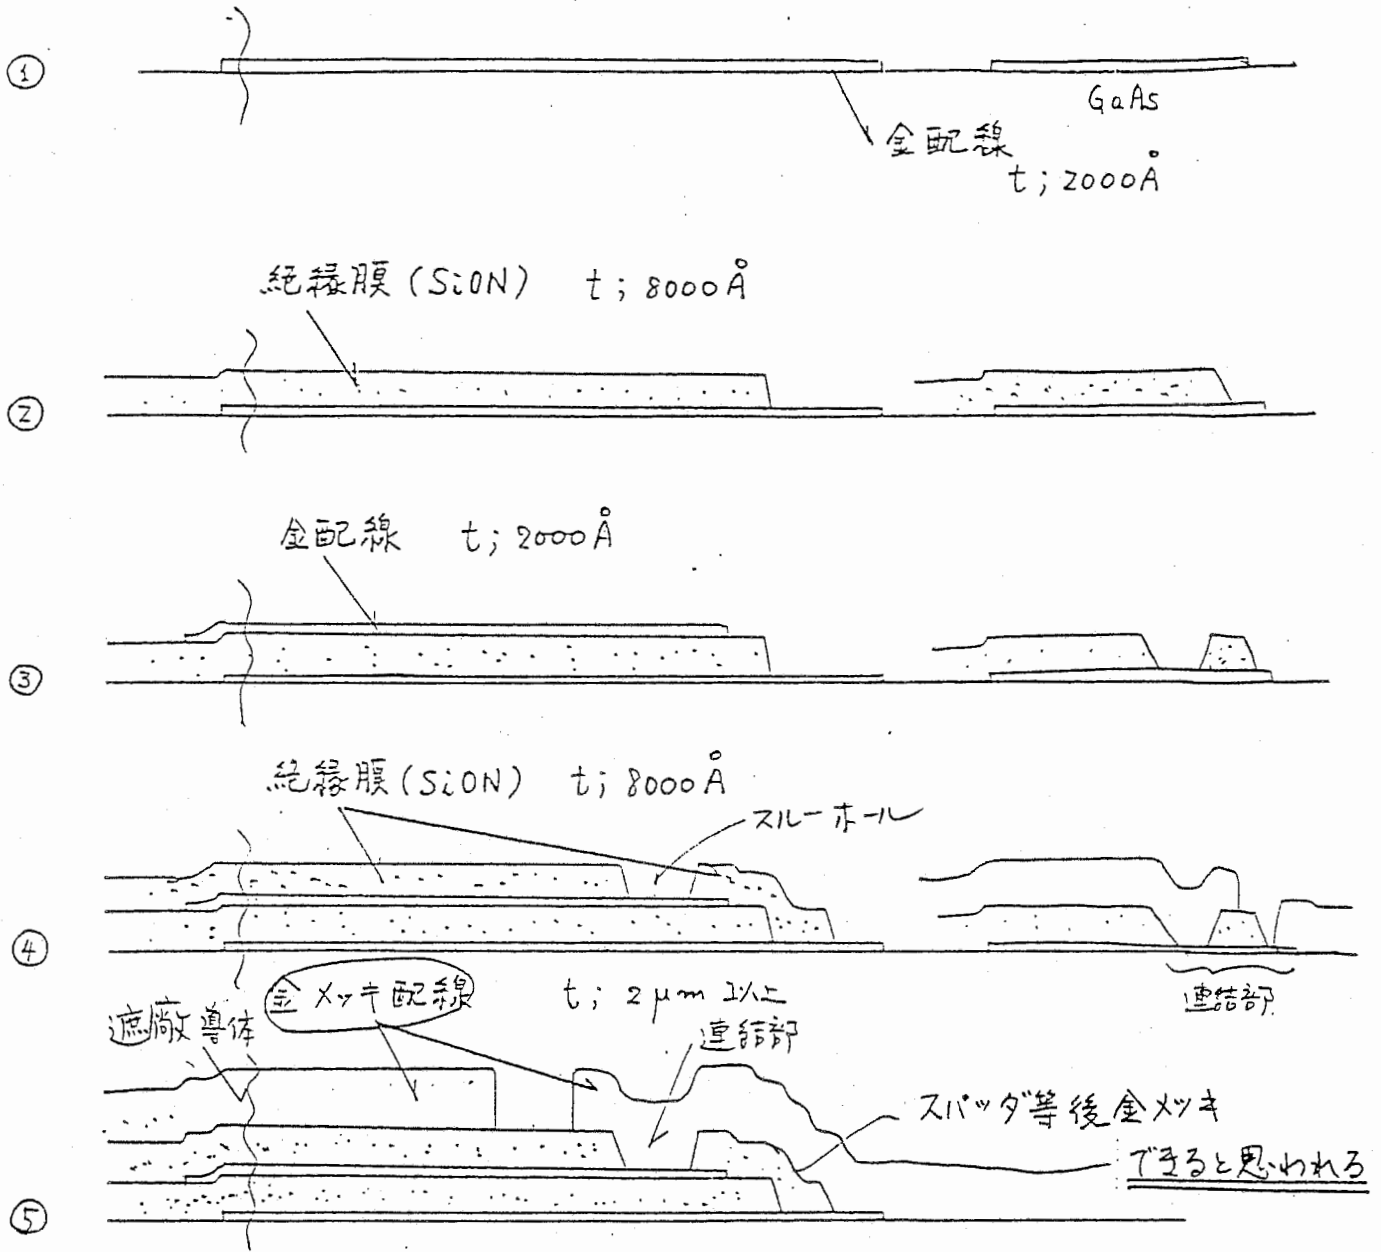 ①
GaAs
金配線
t; 2000Å
絶縁膜(SiON) t; 8000Å
②
金配線 t; 2000Å
③
絶縁膜(SiON) t; 8000Å
スルーホール
④
連結部
金メッキ配線 t; 2μm 以上
遮廠導体
連結部
スパッダ等後金メッキ
できると思われる
⑤